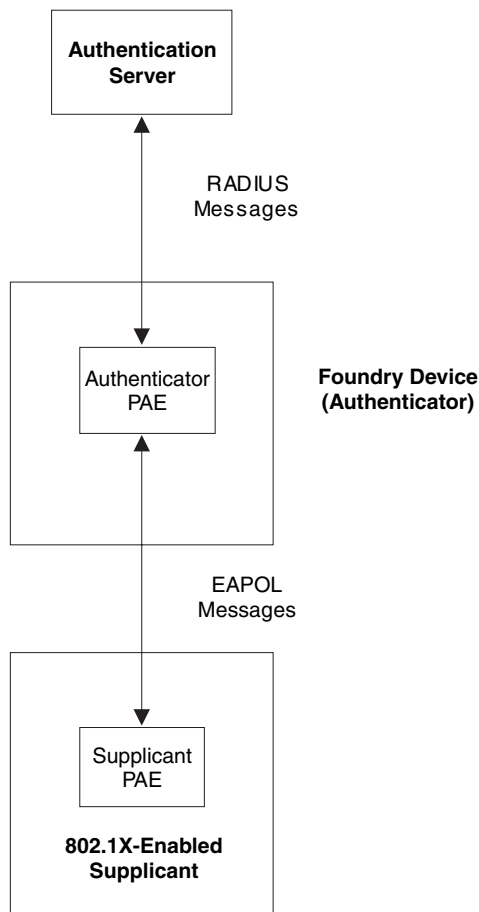 Authentication
Server
RADIUS
Messages
Authenticator
PAE
Foundry Device
(Authenticator)
EAPOL
Messages
Supplicant
PAE
802.1X-Enabled
Supplicant